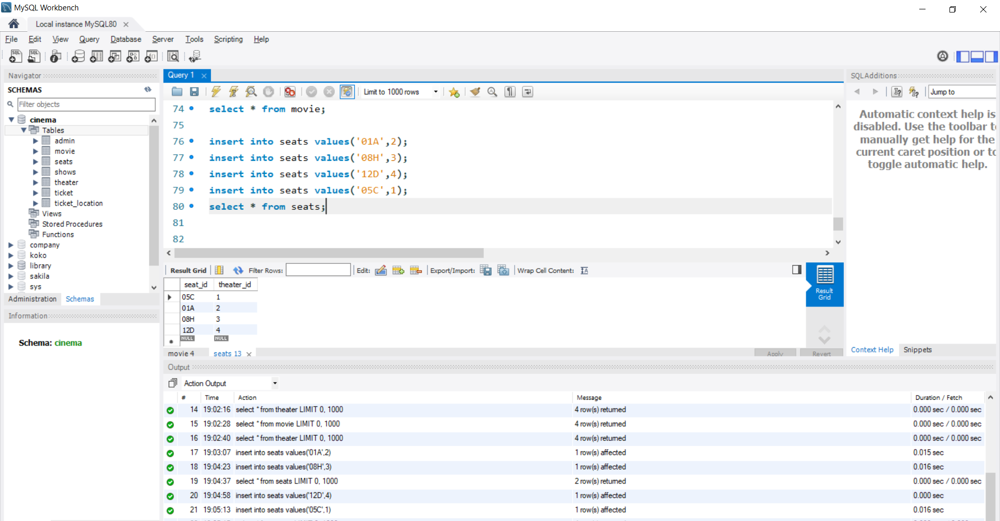 MySQL Workbench
Local instance MySQL80
File Edit View Query Database Server Tools Scripting Help
Navigator
SCHEMAS
Filter objects
cinema
Tables
admin
movie
seats
shows
theater
ticket
ticket_location
Views
Stored Procedures
Functions
company
koko
library
sakila
sys
Administration Schemas
Information
Schema: cinema
Query 1
Limit to 1000 rows
74 select * from movie;
75
76 insert into seats values('01A',2);
77 insert into seats values('08H',3);
78 insert into seats values('12D',4);
79 insert into seats values('05C',1);
80 select * from seats;
81
82
Result Grid Filter Rows: Edit: Export/Import: Wrap Cell Content:
seat_id theater_id
05C 1
01A 2
08H 3
12D 4
NULL NULL
Result
Grid
movie 4 seats 13 Apply Revert
SQLAdditions
Jump to
Automatic context help is
disabled. Use the toolbar
manually get help for the
current caret position or
toggle automatic help.
Context Help Snippets
Output
Action Output
# Time Action Message Duration / Fetch
14 19:02:16 select * from theater LIMIT 0, 1000 4 row(s) returned 0.000 sec / 0.000 sec
15 19:02:28 select * from movie LIMIT 0, 1000 4 row(s) returned 0.000 sec / 0.000 sec
16 19:02:40 select * from theater LIMIT 0, 1000 4 row(s) returned 0.000 sec / 0.000 sec
17 19:03:07 insert into seats values('01A',2) 1 row(s) affected 0.015 sec
18 19:04:23 insert into seats values('08H',3) 1 row(s) affected 0.016 sec
19 19:04:37 select * from seats LIMIT 0, 1000 2 row(s) returned 0.000 sec / 0.000 sec
20 19:04:58 insert into seats values('12D',4) 1 row(s) affected 0.000 sec
21 19:05:13 insert into seats values('05C',1) 1 row(s) affected 0.016 sec